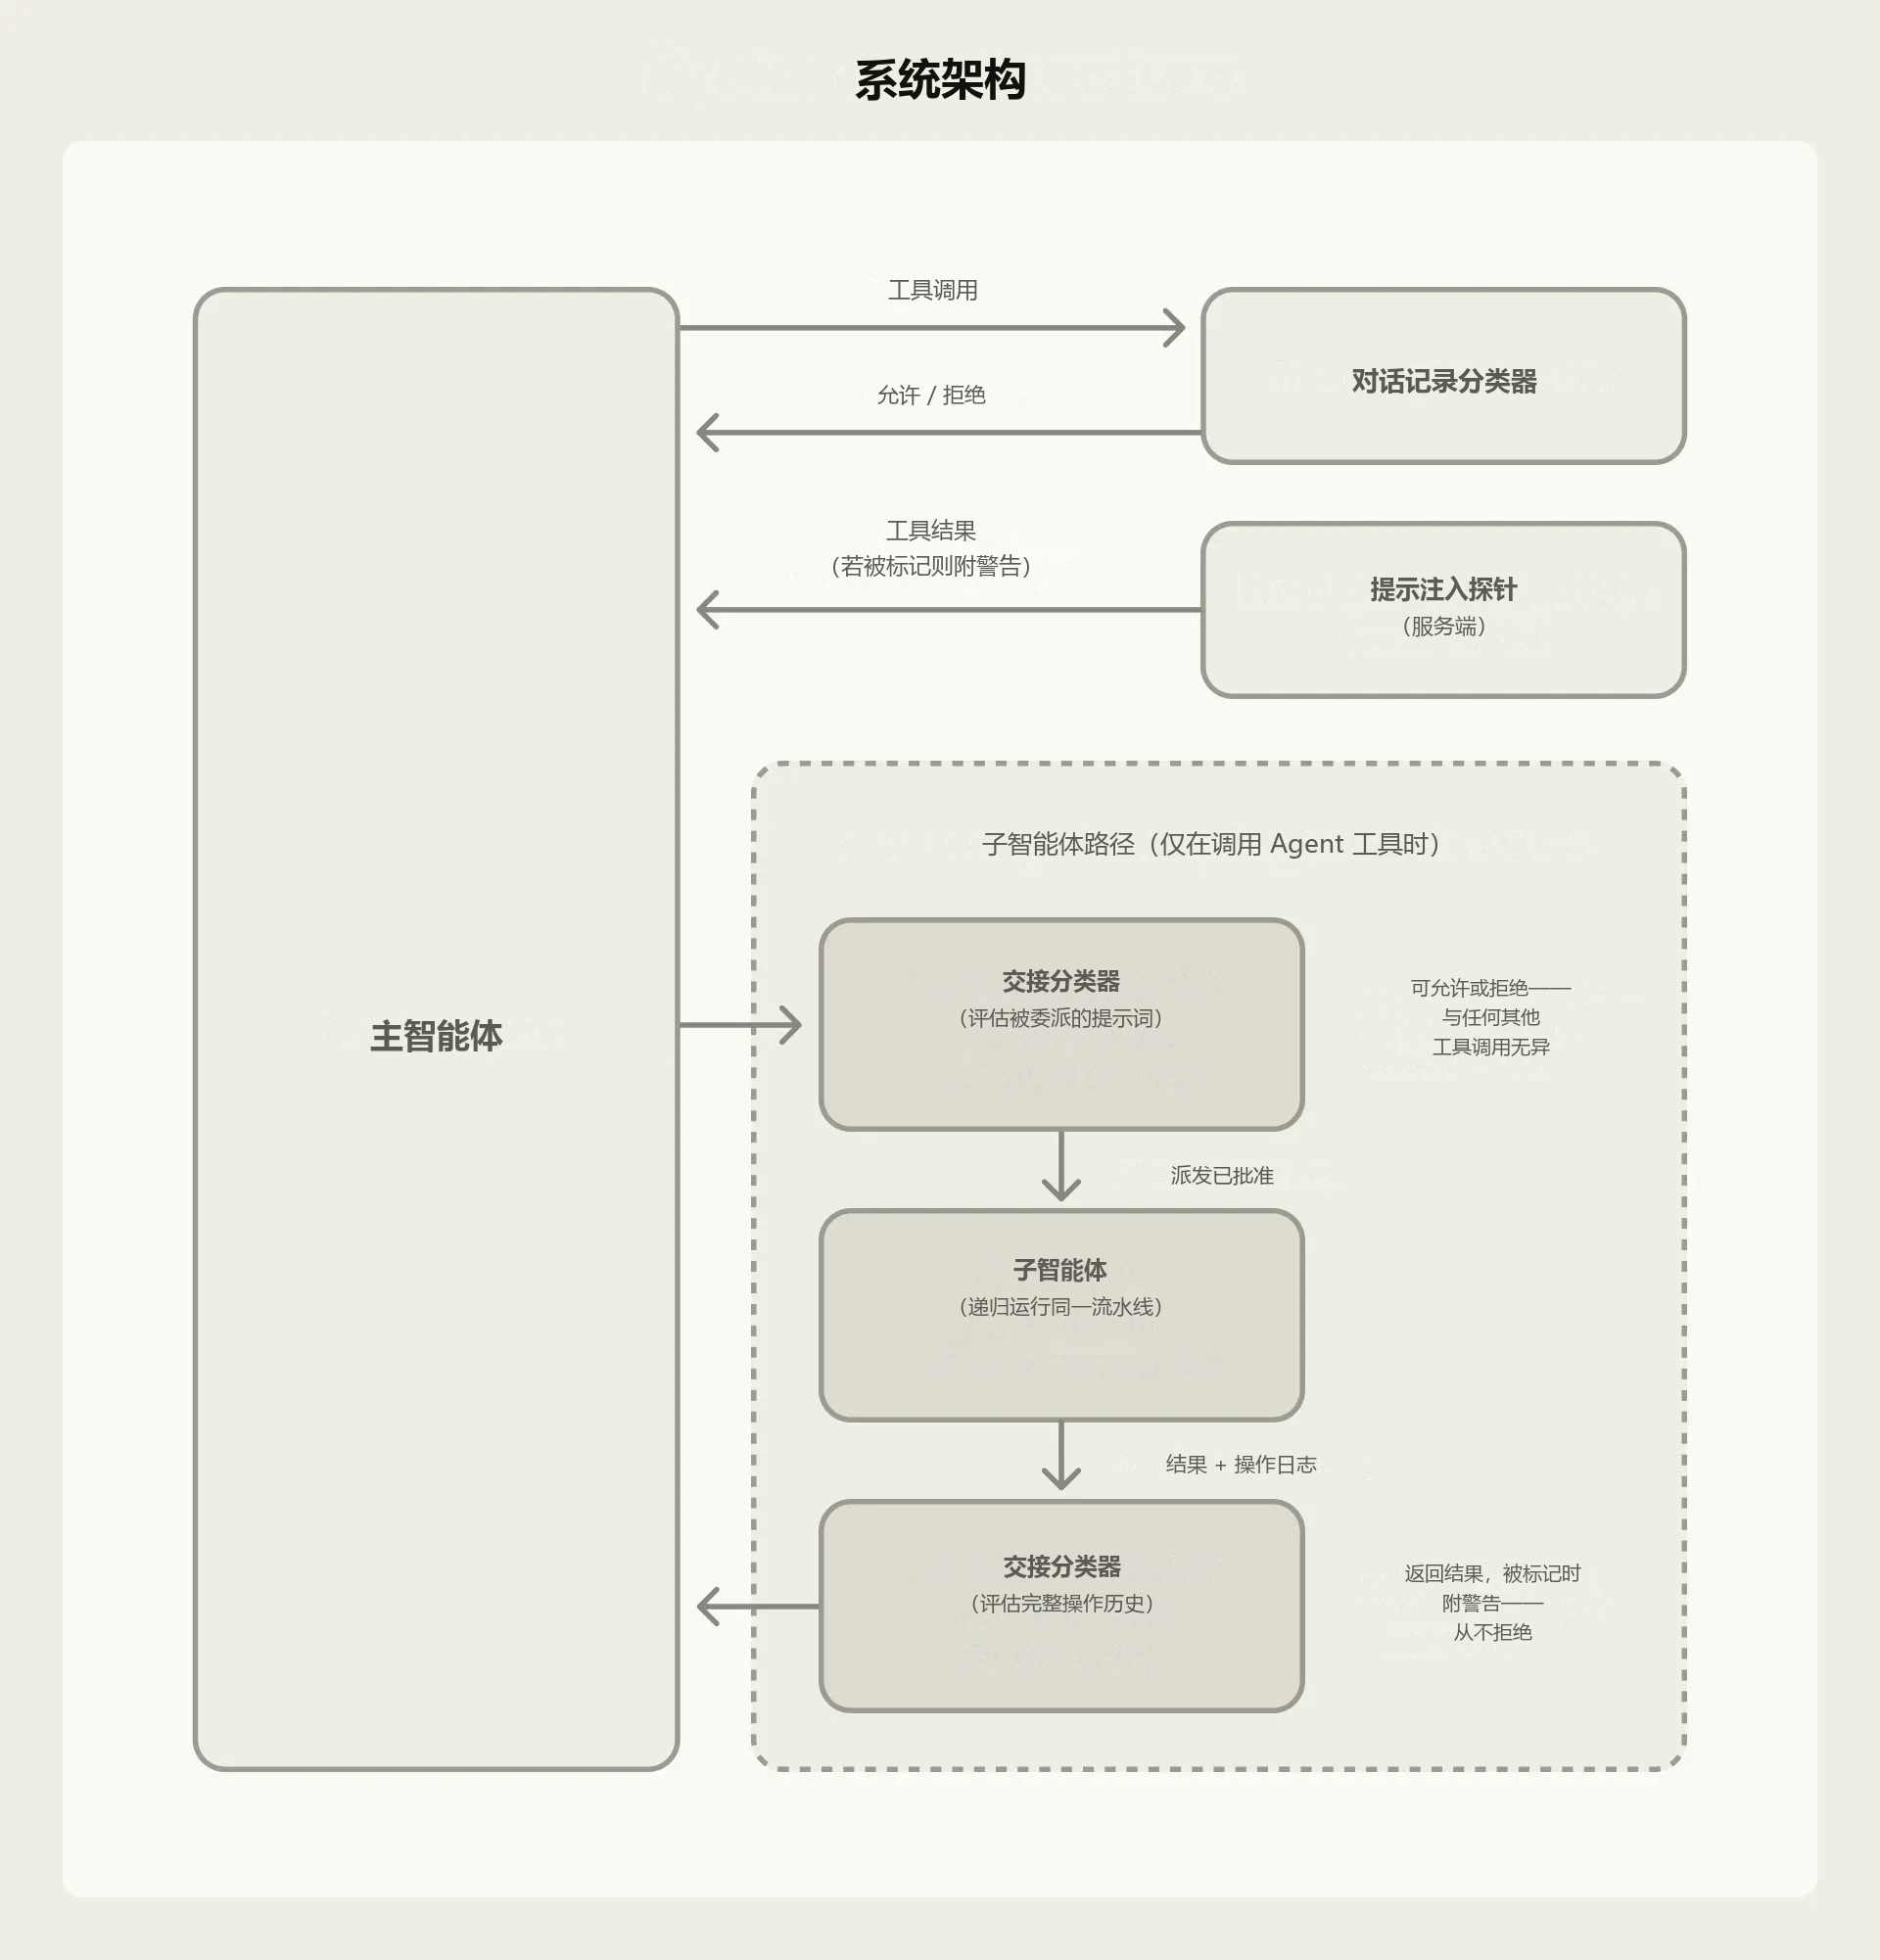 系统架构
工具调用
对话记录分类器
允许 / 拒绝
工具结果
（若被标记则附警告）
提示注入探针
（服务端）
子智能体路径（仅在调用 Agent 工具时）
主智能体
交接分类器
（评估被委派的提示词）
可允许或拒绝——
与任何其他
工具调用无异
派发已批准
子智能体
（递归运行同一流水线）
结果 + 操作日志
交接分类器
（评估完整操作历史）
返回结果，被标记时
附警告——
从不拒绝